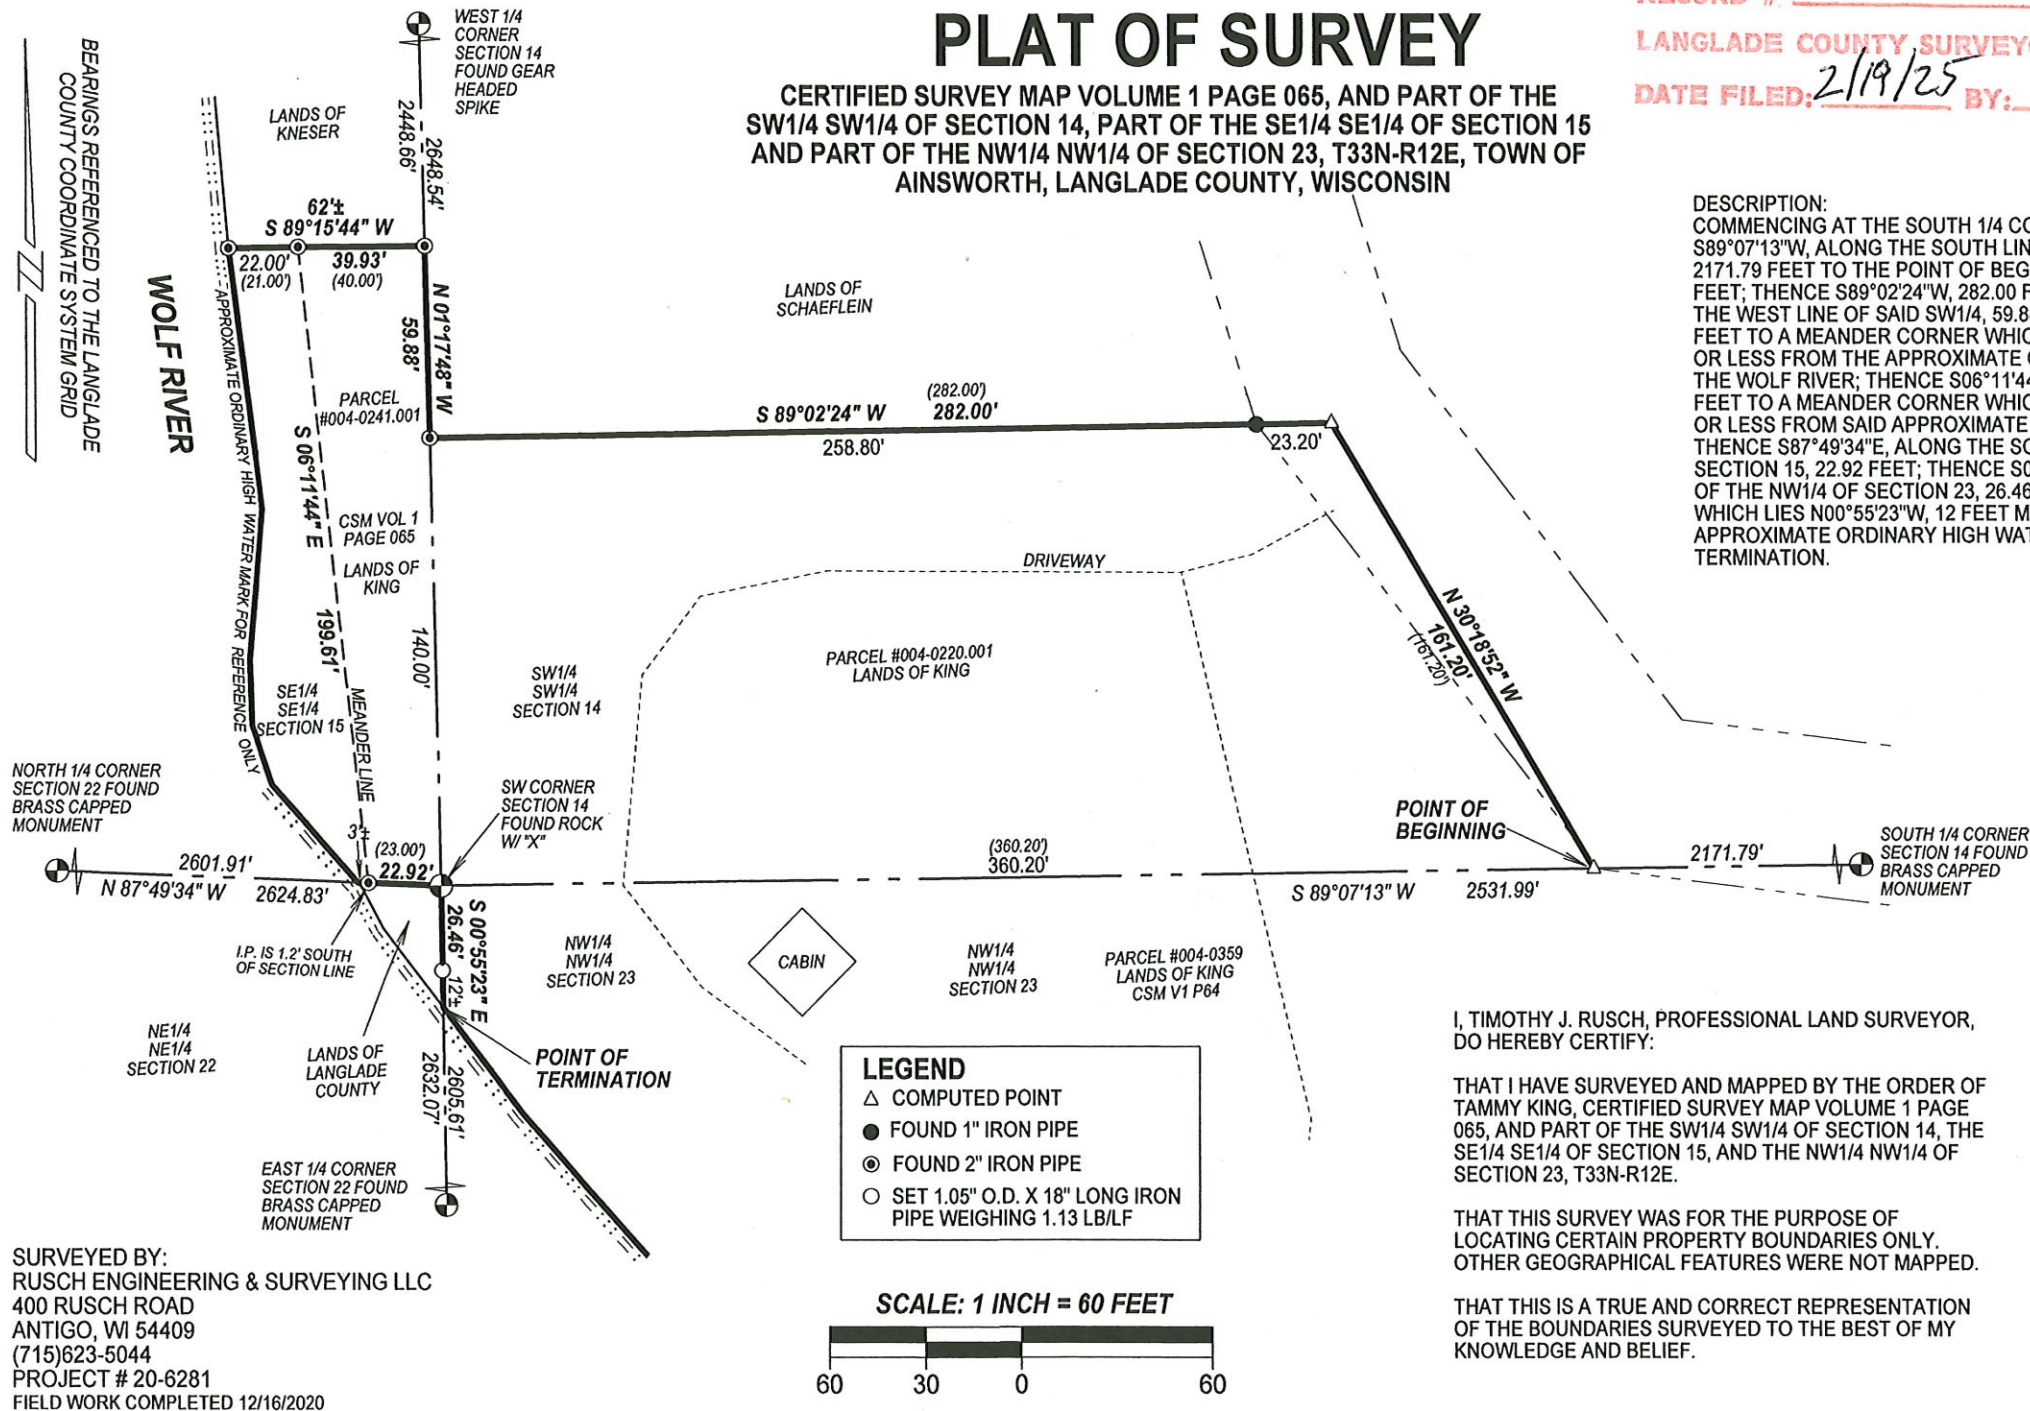 PLAT OF SURVEY
CERTIFIED SURVEY MAP VOLUME 1 PAGE 065, AND PART OF THE
SW1/4 SW1/4 OF SECTION 14, PART OF THE SE1/4 SE1/4 OF SECTION 15
AND PART OF THE NW1/4 NW1/4 OF SECTION 23, T33N-R12E, TOWN OF
AINSWORTH, LANGLADE COUNTY, WISCONSIN
RECORD #
LANGLADE COUNTY SURVEYO
DATE FILED: 2/19/25 BY:
BEARINGS REFERENCED TO THE LANGLADE
COUNTY COORDINATE SYSTEM GRID
WEST 1/4
CORNER
SECTION 14
FOUND GEAR
HEADED
SPIKE
LANDS OF
KNESER
2448.66'
2648.54'
62'±
S 89°15'44" W
22.00'
(21.00')
39.93'
(40.00')
WOLF RIVER
APPROXIMATE ORDINARY HIGH WATER MARK FOR REFERENCE ONLY
N 01°17'48" W
59.88'
PARCEL
#004-0241.001
S 06°11'44" E
199.61'
MEANDER LINE
CSM VOL 1
PAGE 065
LANDS OF
KING
140.00'
LANDS OF
SCHAEFLEIN
(282.00')
S 89°02'24" W 282.00'
258.80'
23.20'
DRIVEWAY
N 30°18'52" W
161.20'
(161.20')
PARCEL #004-0220.001
LANDS OF KING
SW1/4
SW1/4
SECTION 14
SE1/4
SE1/4
SECTION 15
NORTH 1/4 CORNER
SECTION 22 FOUND
BRASS CAPPED
MONUMENT
SW CORNER
SECTION 14
FOUND ROCK
W/ "X"
POINT OF
BEGINNING
SOUTH 1/4 CORNER
SECTION 14 FOUND
BRASS CAPPED
MONUMENT
3'±
(23.00')
22.92'
2601.91'
N 87°49'34" W 2624.83'
(360.20')
360.20'
S 89°07'13" W 2531.99'
2171.79'
I.P. IS 1.2' SOUTH
OF SECTION LINE
S 00°55'23" E
26.46'
12'±
NW1/4
NW1/4
SECTION 23
CABIN
NW1/4
NW1/4
SECTION 23
PARCEL #004-0359
LANDS OF KING
CSM V1 P64
NE1/4
NE1/4
SECTION 22
LANDS OF
LANGLADE
COUNTY
POINT OF
TERMINATION
2632.07'
2605.61'
EAST 1/4 CORNER
SECTION 22 FOUND
BRASS CAPPED
MONUMENT
LEGEND
COMPUTED POINT
FOUND 1" IRON PIPE
FOUND 2" IRON PIPE
SET 1.05" O.D. X 18" LONG IRON
PIPE WEIGHING 1.13 LB/LF
SCALE: 1 INCH = 60 FEET
60 30 0 60
SURVEYED BY:
RUSCH ENGINEERING & SURVEYING LLC
400 RUSCH ROAD
ANTIGO, WI 54409
(715)623-5044
PROJECT # 20-6281
FIELD WORK COMPLETED 12/16/2020
DESCRIPTION:
COMMENCING AT THE SOUTH 1/4 CO
S89°07'13"W, ALONG THE SOUTH LIN
2171.79 FEET TO THE POINT OF BEG
FEET; THENCE S89°02'24"W, 282.00 F
THE WEST LINE OF SAID SW1/4, 59.8
FEET TO A MEANDER CORNER WHIC
OR LESS FROM THE APPROXIMATE
THE WOLF RIVER; THENCE S06°11'44
FEET TO A MEANDER CORNER WHIC
OR LESS FROM SAID APPROXIMATE
THENCE S87°49'34"E, ALONG THE SO
SECTION 15, 22.92 FEET; THENCE S0
OF THE NW1/4 OF SECTION 23, 26.46
WHICH LIES N00°55'23"W, 12 FEET M
APPROXIMATE ORDINARY HIGH WAT
TERMINATION.
I, TIMOTHY J. RUSCH, PROFESSIONAL LAND SURVEYOR,
DO HEREBY CERTIFY:
THAT I HAVE SURVEYED AND MAPPED BY THE ORDER OF
TAMMY KING, CERTIFIED SURVEY MAP VOLUME 1 PAGE
065, AND PART OF THE SW1/4 SW1/4 OF SECTION 14, THE
SE1/4 SE1/4 OF SECTION 15, AND THE NW1/4 NW1/4 OF
SECTION 23, T33N-R12E.
THAT THIS SURVEY WAS FOR THE PURPOSE OF
LOCATING CERTAIN PROPERTY BOUNDARIES ONLY.
OTHER GEOGRAPHICAL FEATURES WERE NOT MAPPED.
THAT THIS IS A TRUE AND CORRECT REPRESENTATION
OF THE BOUNDARIES SURVEYED TO THE BEST OF MY
KNOWLEDGE AND BELIEF.